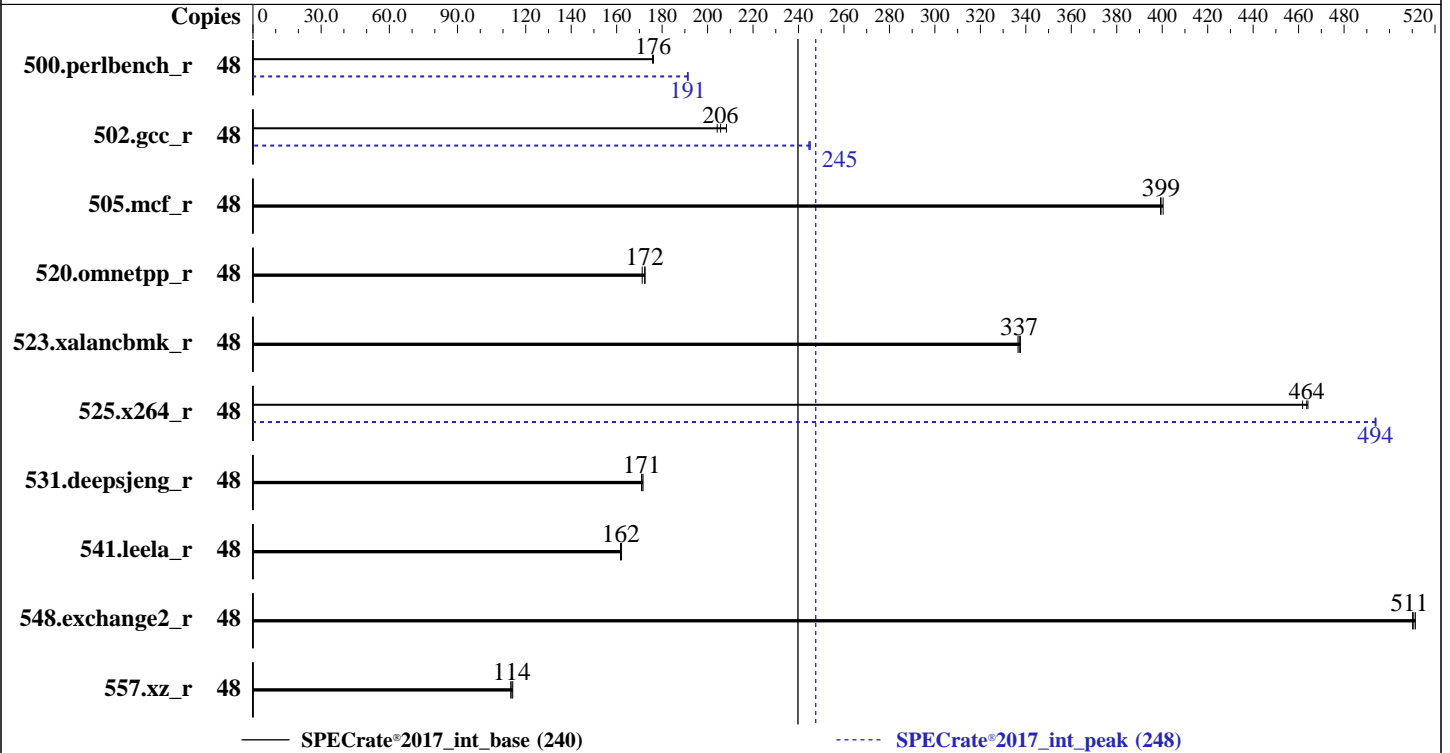 Copies 0 30.0 60.0 90.0 120 140 160 180 200 220 240 260 280 300 320 340 360 380 400 420 440 460 480 520
500.perlbench_r 48 176
191
502.gcc_r 48 206
245
505.mcf_r 48 399
520.omnetpp_r 48 172
523.xalancbmk_r 48 337
525.x264_r 48 464
494
531.deepsjeng_r 48 171
541.leela_r 48 162
548.exchange2_r 48 511
557.xz_r 48 114
SPECrate®2017_int_base (240) SPECrate®2017_int_peak (248)